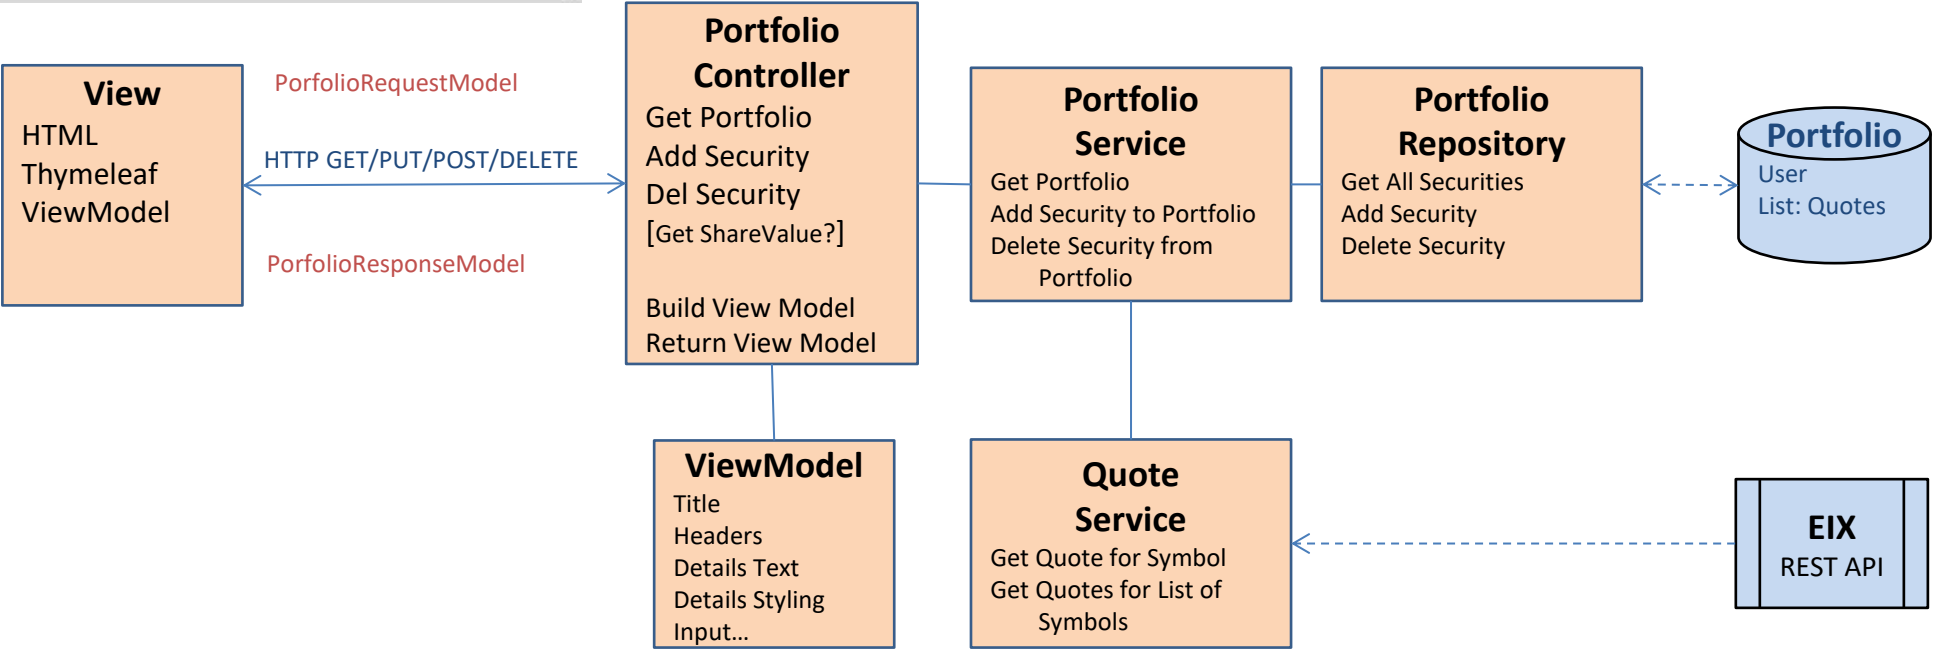 View
HTML
Thymeleaf
ViewModel
PorfolioRequestModel
HTTP GET/PUT/POST/DELETE
PorfolioResponseModel
Portfolio
Controller
Get Portfolio
Add Security
Del Security
[Get ShareValue?]
Build View Model
Return View Model
Portfolio
Service
Get Portfolio
Add Security to Portfolio
Delete Security from
Portfolio
Portfolio
Repository
Get All Securities
Add Security
Delete Security
Portfolio
User
List: Quotes
ViewModel
Title
Headers
Details Text
Details Styling
Input…
Quote
Service
Get Quote for Symbol
Get Quotes for List of
Symbols
EIX
REST API